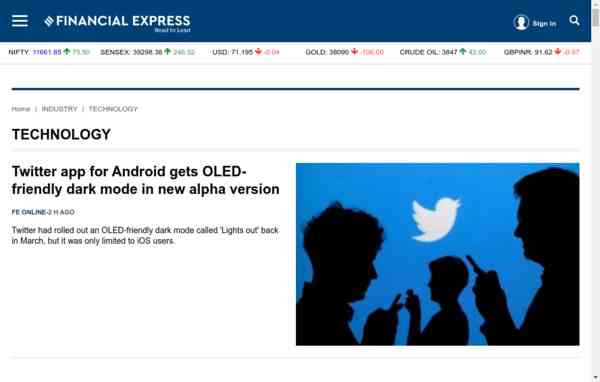 FINANCIAL EXPRESS
Read to Lead
Sign In
NIFTY: 11661.85 75.50 SENSEX: 39298.38 246.52 USD: 71.195 -0.04 GOLD: 38090 -106.00 CRUDE OIL: 3847 42.00 GBPINR: 91.62 -0.97
Home | INDUSTRY | TECHNOLOGY
TECHNOLOGY
Twitter app for Android gets OLED-
friendly dark mode in new alpha version
FE ONLINE-2 H AGO
Twitter had rolled out an OLED-friendly dark mode called 'Lights out' back
in March, but it was only limited to iOS users.